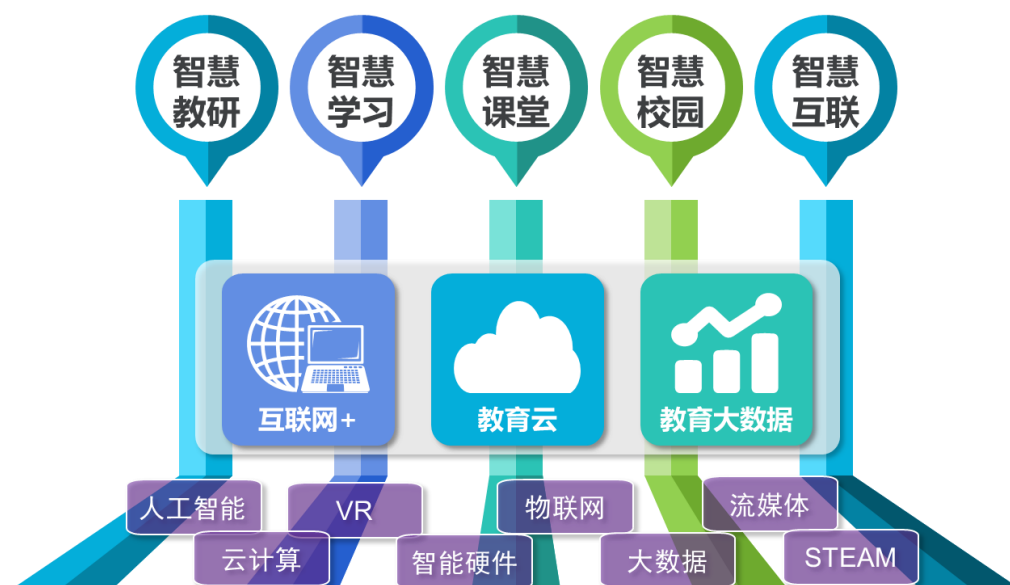 智慧
教研
智慧
学习
智慧
课堂
智慧
校园
智慧
互联
互联网+
教育云
教育大数据
人工智能
VR
物联网
流媒体
云计算
智能硬件
大数据
STEAM